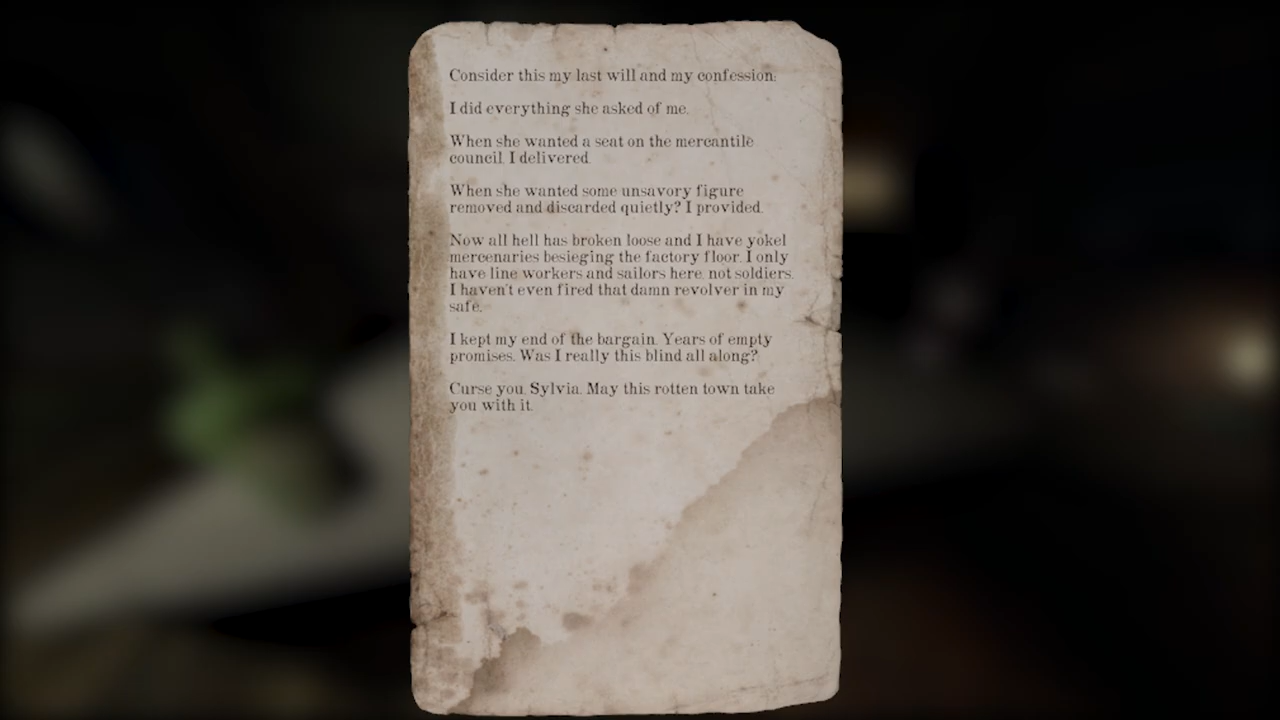 Consider this my last will and my confession:
I did everything she asked of me.
When she wanted a seat on the mercantile
council, I delivered.
When she wanted some unsavory figure
removed and discarded quietly? I provided.
Now all hell has broken loose and I have yokel
mercenaries besieging the factory floor. I only
have line workers and sailors here, not soldiers.
I haven't even fired that damn revolver in my
safe.
I kept my end of the bargain. Years of empty
promises. Was I really this blind all along?
Curse you, Sylvia. May this rotten town take
you with it.